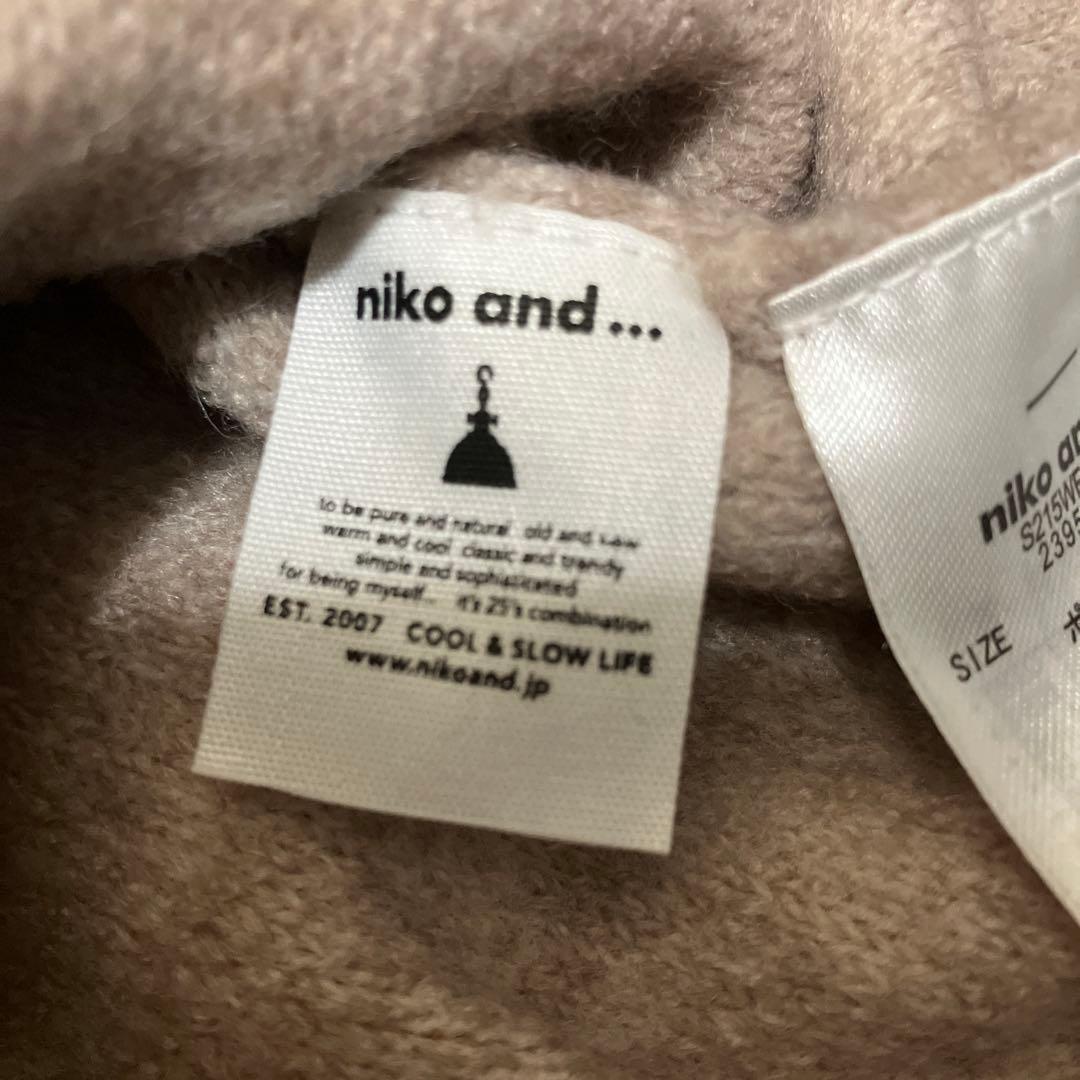 niko and...
to be pure and natural old and new
warm and cool classic and trendy
simple and sophisticated
for being myself... it's 25's combination
EST. 2007 COOL & SLOW LIFE
www.nikoand.jp
niko
S215WF
2395
SIZE